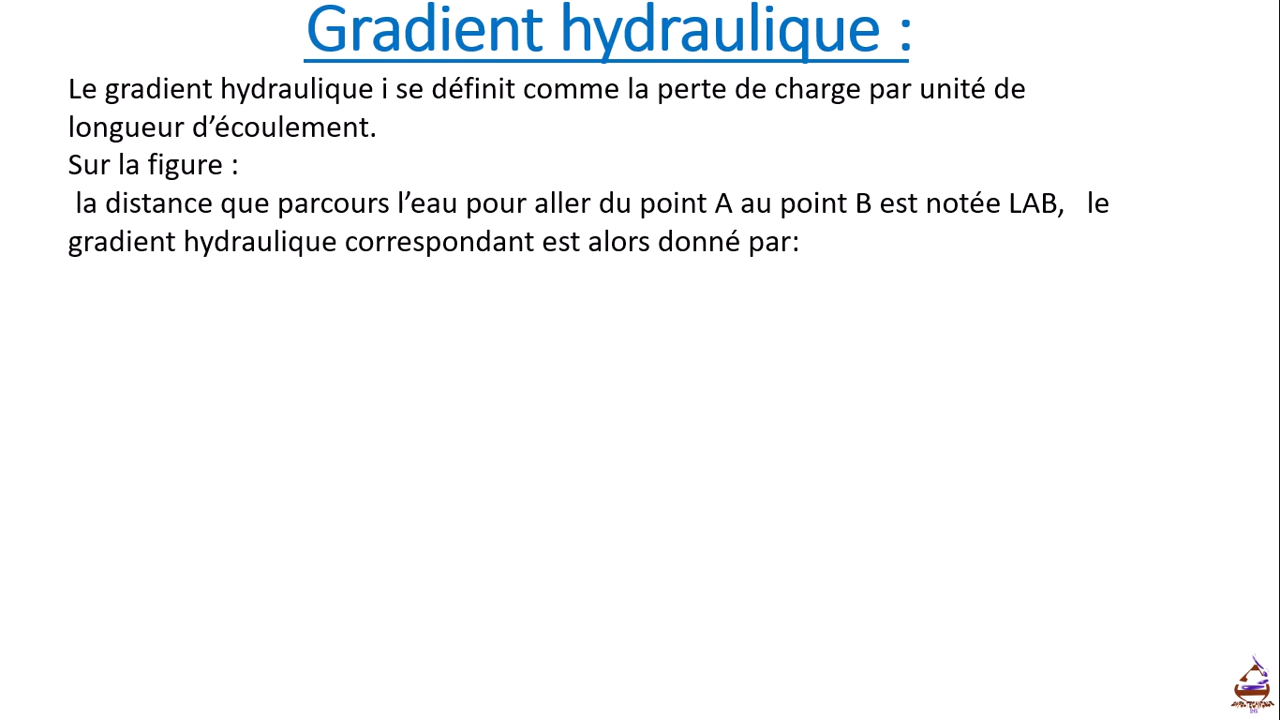 Gradient hydraulique :
Le gradient hydraulique i se définit comme la perte de charge par unité de
longueur d’écoulement.
Sur la figure :
la distance que parcours l’eau pour aller du point A au point B est notée LAB, le
gradient hydraulique correspondant est alors donné par: